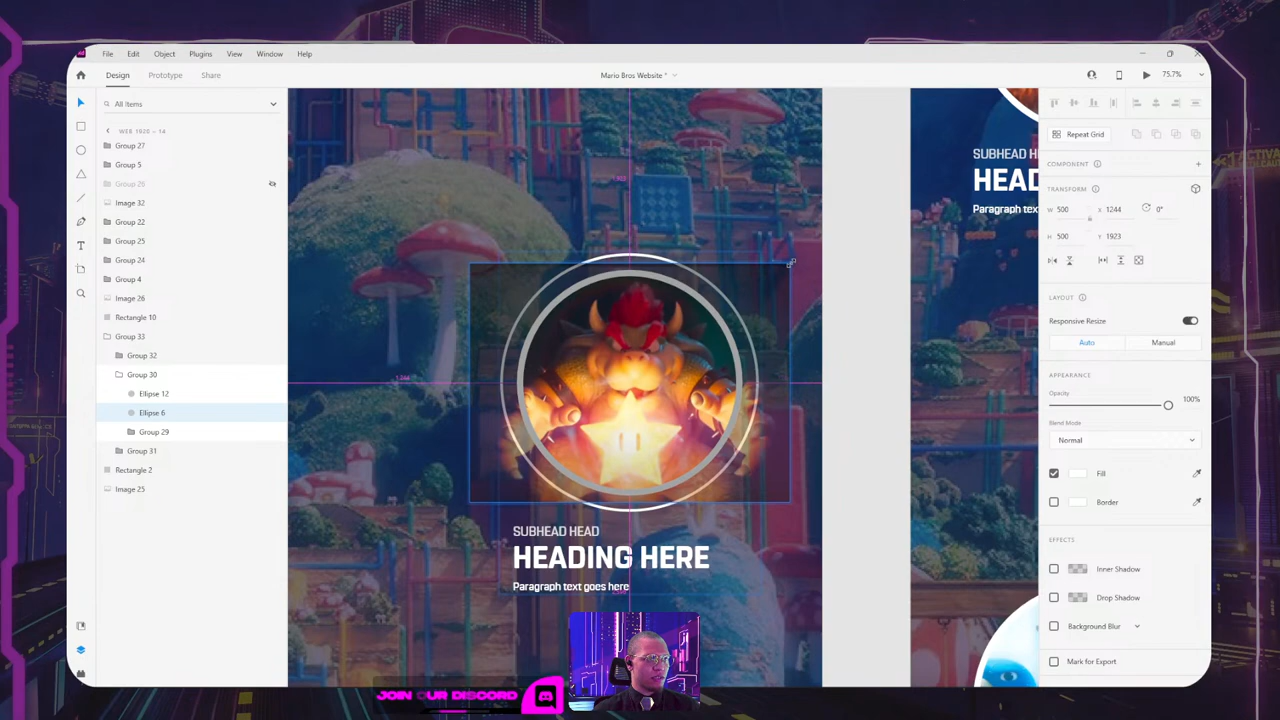 File Edit Object Plugins View Window Help
Design Prototype Share
Mario Bros Website *
75.7%
All Items
WEB 1920 – 14
Group 27
Group 5
Group 26
Image 32
Group 22
Group 25
Group 24
Group 4
Image 26
Rectangle 10
Group 33
Group 32
Group 30
Ellipse 12
Ellipse 6
Group 29
Group 31
Rectangle 2
Image 25
SUBHEAD HEAD
HEADING HERE
Paragraph text goes here
SUBHEAD H
HEAD
Paragraph tex
Repeat Grid
COMPONENT
TRANSFORM
W 500 X 1244 0°
H 500 Y 1923
LAYOUT
Responsive Resize
Auto Manual
APPEARANCE
Opacity
100%
Blend Mode
Normal
Fill
Border
EFFECTS
Inner Shadow
Drop Shadow
Background Blur
Mark for Export
JOIN OUR DISCORD